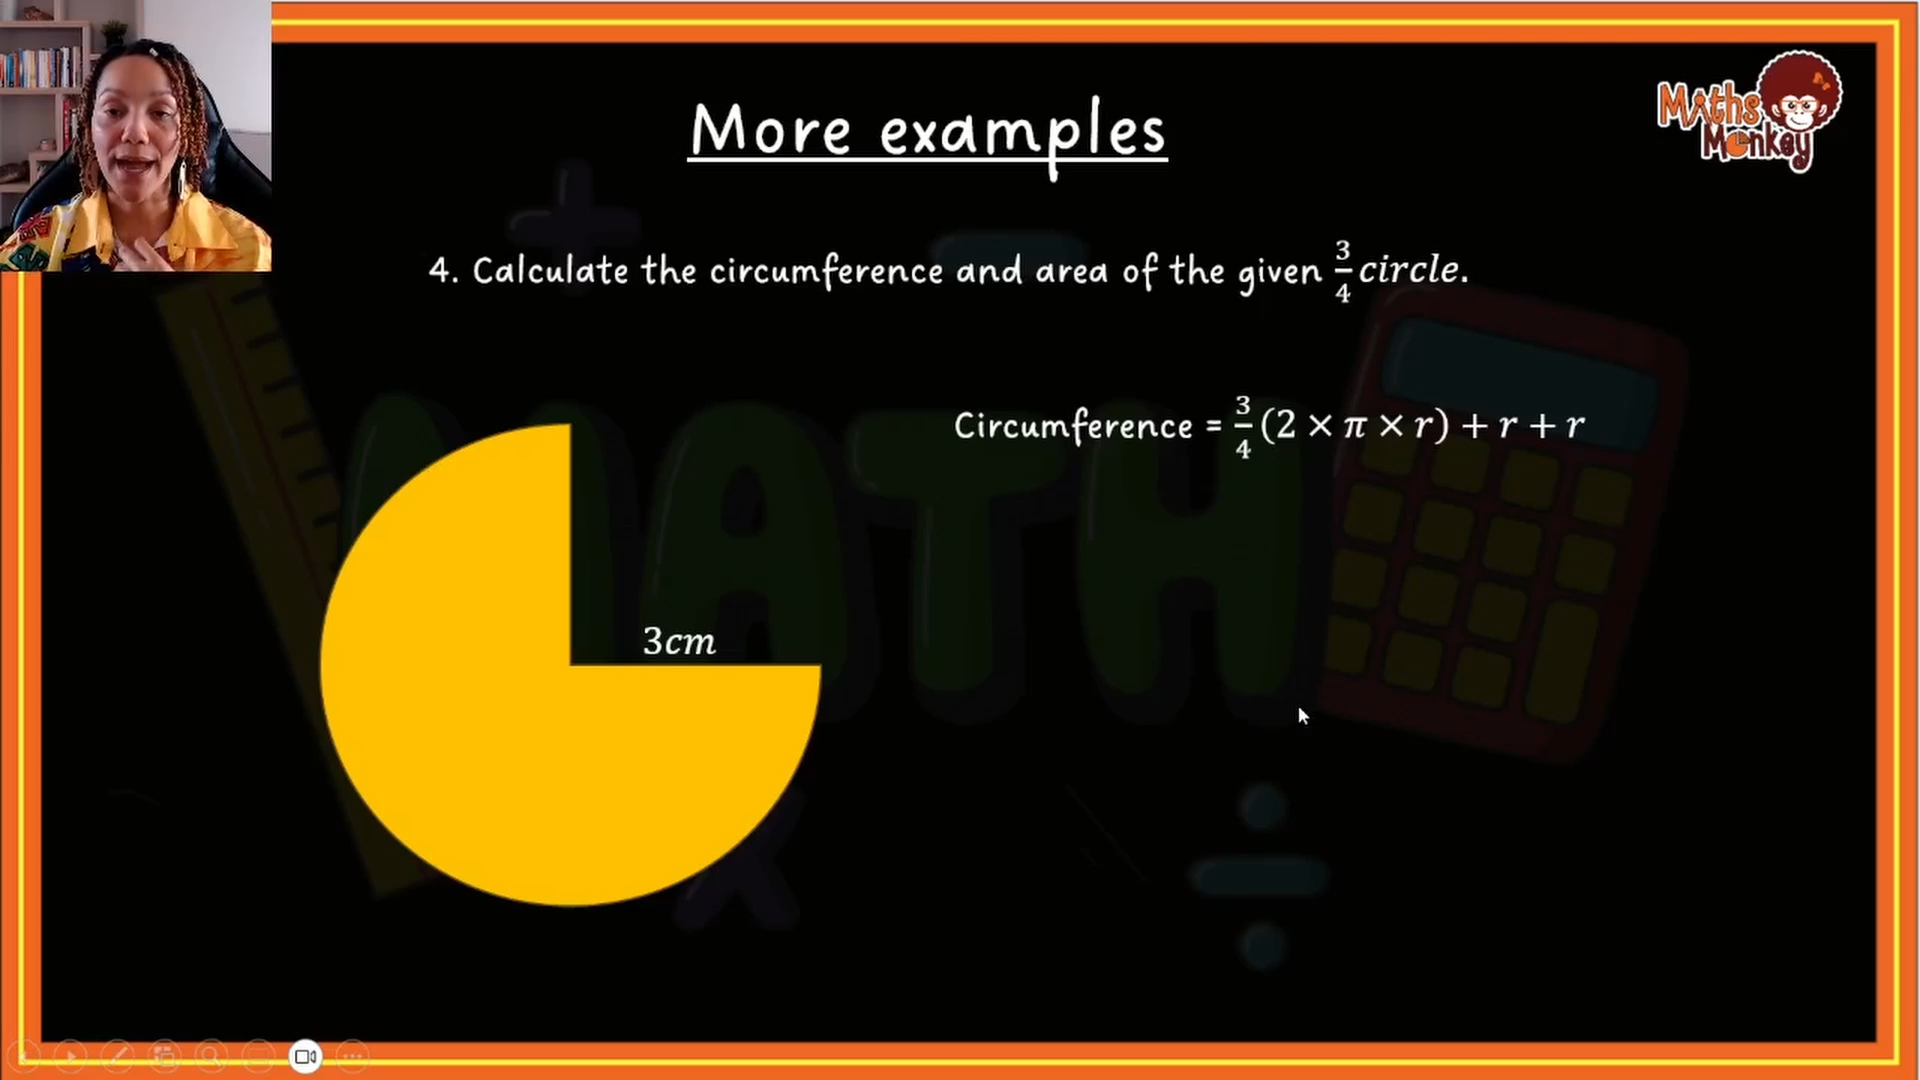 More examples
Maths
Monkey
4. Calculate the circumference and area of the given 3/4 circle.
Circumference = 3/4 (2 × π × r) + r + r
3cm
MATH